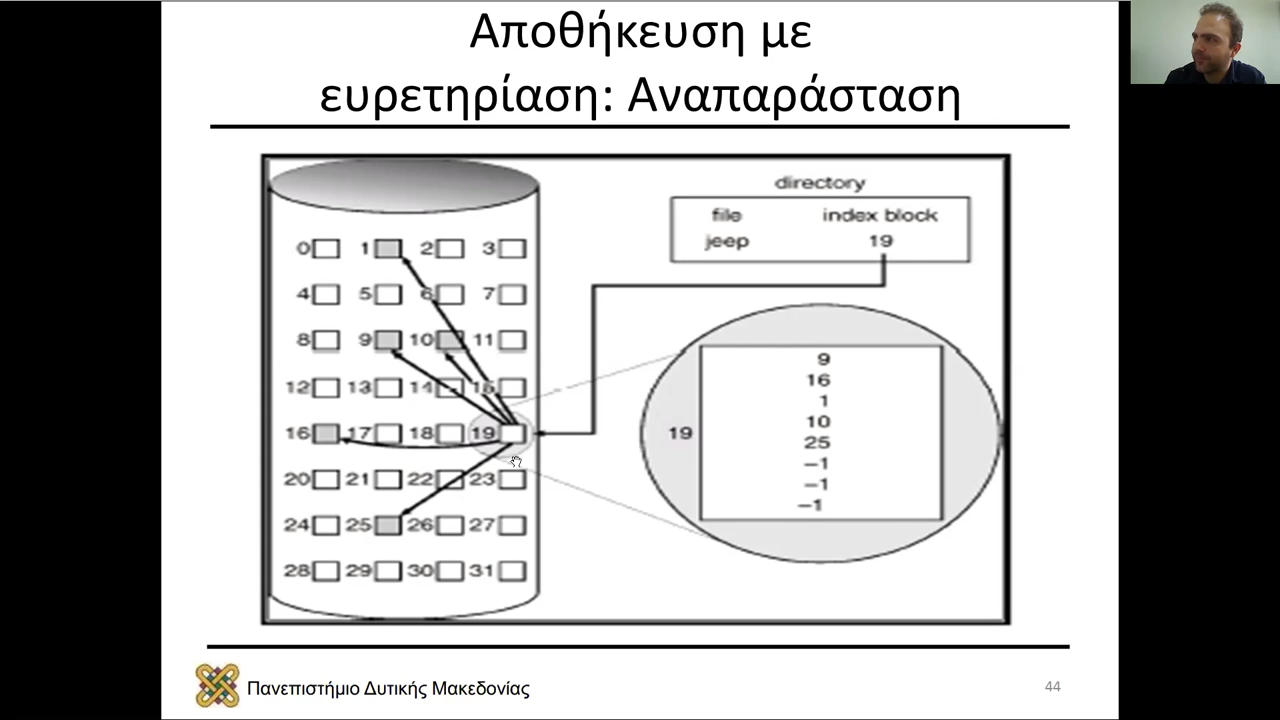 Αποθήκευση με
ευρετηρίαση: Αναπαράσταση
directory
file index block
jeep 19
0 1 2 3
4 5 6 7
8 9 10 11
12 13 14 15
16 17 18 19
20 21 22 23
24 25 26 27
28 29 30 31
19
9
16
1
10
25
–1
–1
–1
Πανεπιστήμιο Δυτικής Μακεδονίας
44